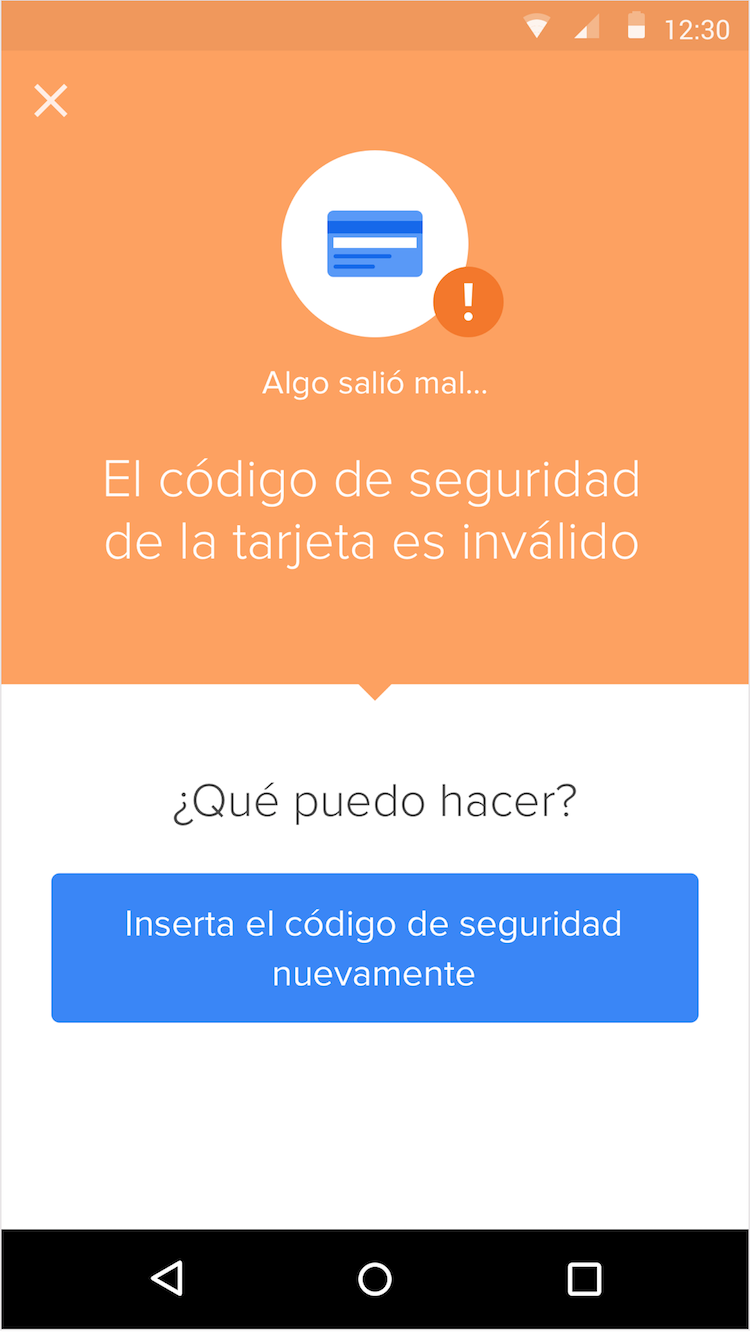 12:30
!
Algo salió mal...
El código de seguridad
de la tarjeta es inválido
¿Qué puedo hacer?
Inserta el código de seguridad
nuevamente